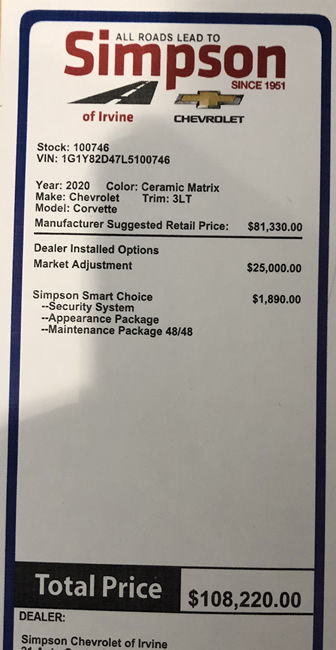 ALL ROADS LEAD TO
Simpson
SINCE 1951
of Irvine
CHEVROLET
Stock: 100746
VIN: 1G1Y82D47L5100746
Year: 2020 Color: Ceramic Matrix
Make: Chevrolet Trim: 3LT
Model: Corvette
Manufacturer Suggested Retail Price: $81,330.00
Dealer Installed Options
Market Adjustment $25,000.00
Simpson Smart Choice $1,890.00
--Security System
--Appearance Package
--Maintenance Package 48/48
Total Price $108,220.00
DEALER:
Simpson Chevrolet of Irvine